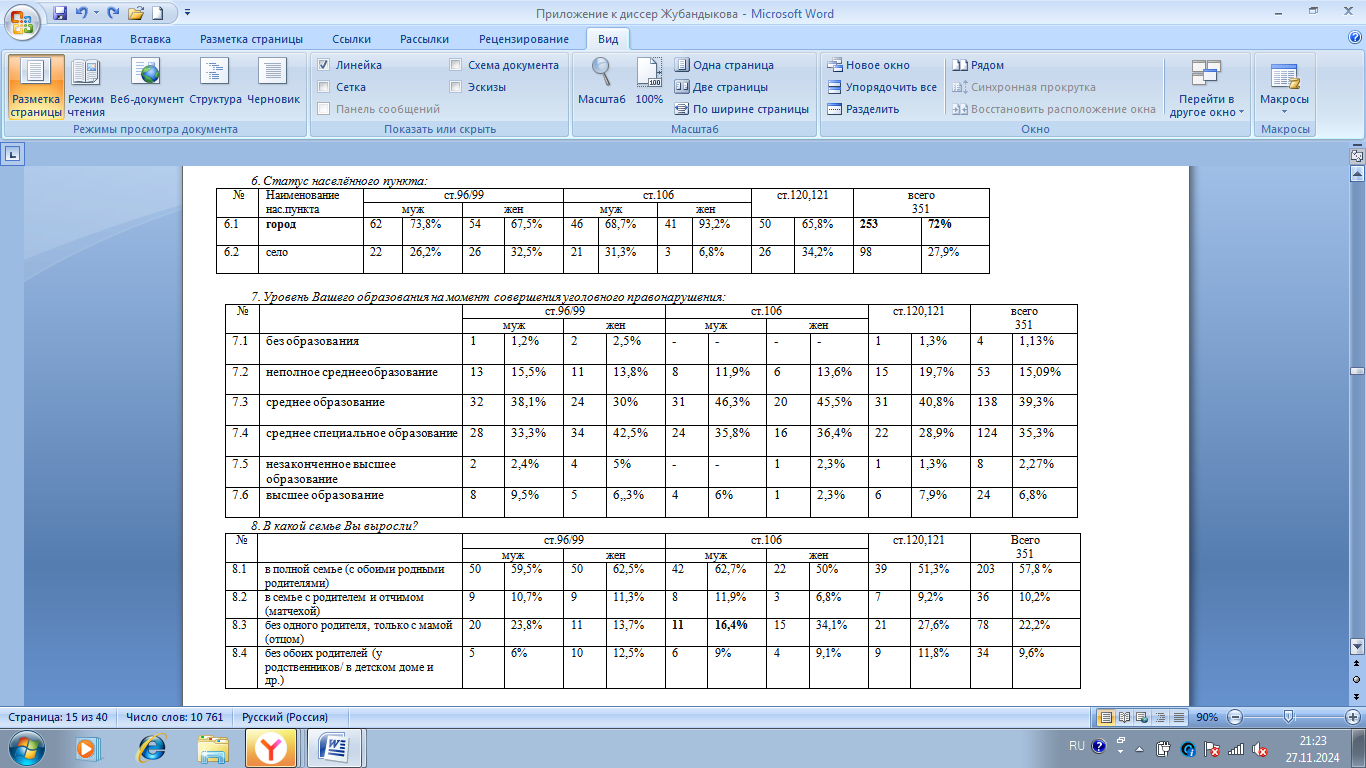 Приложение к диссер Жубандыкова - Microsoft Word
Главная Вставка Разметка страницы Ссылки Рассылки Рецензирование Вид
Разметка страницы Режим чтения Веб-документ Структура Черновик
Режимы просмотра документа
Линейка Схема документа
Сетка Эскизы
Панель сообщений
Показать или скрыть
Масштаб 100%
Одна страница
Две страницы
По ширине страницы
Масштаб
Новое окно Рядом
Упорядочить все Синхронная прокрутка
Разделить Восстановить расположение окна
Перейти в другое окно
Окно
Макросы
Макросы
6. Статус населённого пункта:
№ Наименование нас.пункта ст.96/99 ст.106 ст.120,121 всего 351
муж жен муж жен
6.1 город 62 73,8% 54 67,5% 46 68,7% 41 93,2% 50 65,8% 253 72%
6.2 село 22 26,2% 26 32,5% 21 31,3% 3 6,8% 26 34,2% 98 27,9%
7. Уровень Вашего образования на момент совершения уголовного правонарушения:
№ ст.96/99 ст.106 ст.120,121 всего
муж жен муж жен 351
7.1 без образования 1 1,2% 2 2,5% - - - - 1 1,3% 4 1,13%
7.2 неполное среднееобразование 13 15,5% 11 13,8% 8 11,9% 6 13,6% 15 19,7% 53 15,09%
7.3 среднее образование 32 38,1% 24 30% 31 46,3% 20 45,5% 31 40,8% 138 39,3%
7.4 среднее специальное образование 28 33,3% 34 42,5% 24 35,8% 16 36,4% 22 28,9% 124 35,3%
7.5 незаконченное высшее 2 2,4% 4 5% - - 1 2,3% 1 1,3% 8 2,27%
образование
7.6 высшее образование 8 9,5% 5 6,,3% 4 6% 1 2,3% 6 7,9% 24 6,8%
8. В какой семье Вы выросли?
№ ст.96/99 ст.106 ст.120,121 Всего
муж жен муж жен 351
8.1 в полной семье (с обоими родными 50 59,5% 50 62,5% 42 62,7% 22 50% 39 51,3% 203 57,8 %
родителями)
8.2 в семье с родителем и отчимом 9 10,7% 9 11,3% 8 11,9% 3 6,8% 7 9,2% 36 10,2%
(матчехой)
8.3 без одного родителя, только с мамой 20 23,8% 11 13,7% 11 16,4% 15 34,1% 21 27,6% 78 22,2%
(отцом)
8.4 без обоих родителей (у 5 6% 10 12,5% 6 9% 4 9,1% 9 11,8% 34 9,6%
родственников/ в детском доме и
др.)
Страница: 15 из 40 Число слов: 10 761 Русский (Россия) 90%
RU 21:23
27.11.2024